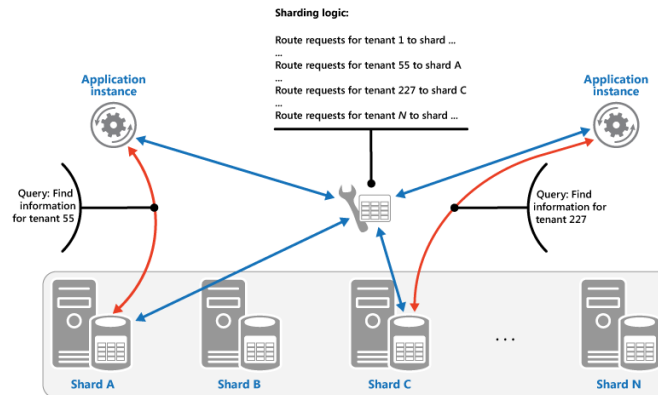 Sharding logic:
Route requests for tenant 1 to shard ...
...
Route requests for tenant 55 to shard A
...
Route requests for tenant 227 to shard C
...
Route requests for tenant N to shard ...
Application
instance
Application
instance
Query: Find
information
for tenant 55
Query: Find
information for
tenant 227
...
Shard A
Shard B
Shard C
Shard N